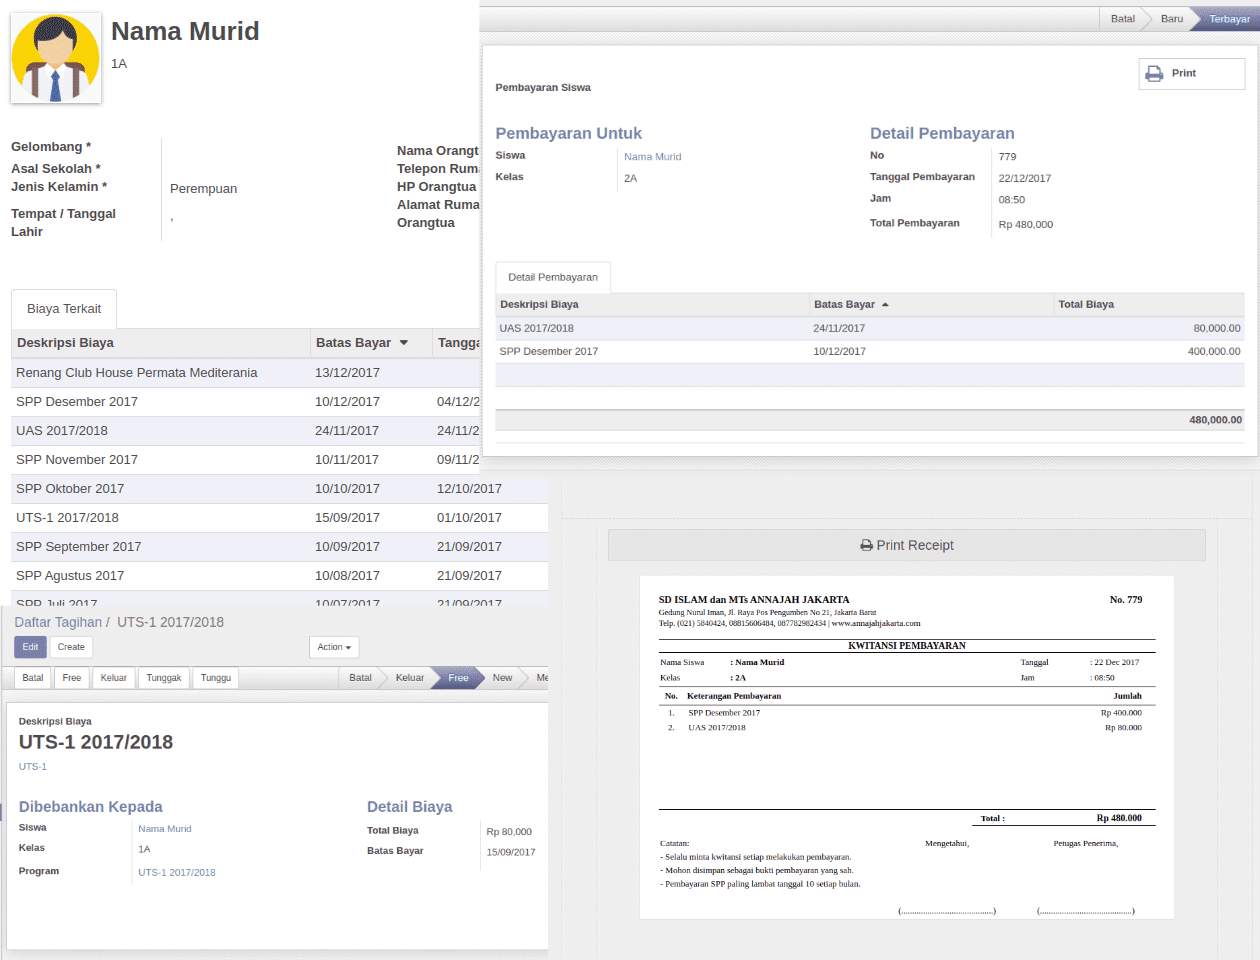 Nama Murid
1A
Gelombang *
Asal Sekolah *
Jenis Kelamin * Perempuan
Tempat / Tanggal Lahir ,
Nama Orangt
Telepon Rum
HP Orangtua
Alamat Ruma
Orangtua
Biaya Terkait
Deskripsi Biaya Batas Bayar Tangga
Renang Club House Permata Mediterania 13/12/2017
SPP Desember 2017 10/12/2017 04/12/2
UAS 2017/2018 24/11/2017 24/11/2
SPP November 2017 10/11/2017 09/11/2
SPP Oktober 2017 10/10/2017 12/10/2017
UTS-1 2017/2018 15/09/2017 01/10/2017
SPP September 2017 10/09/2017 21/09/2017
SPP Agustus 2017 10/08/2017 21/09/2017
SPP Juli 2017 10/07/2017 21/09/2017
Batal Baru Terbayar
Print
Pembayaran Siswa
Pembayaran Untuk
Siswa Nama Murid
Kelas 2A
Detail Pembayaran
No 779
Tanggal Pembayaran 22/12/2017
Jam 08:50
Total Pembayaran Rp 480,000
Detail Pembayaran
Deskripsi Biaya Batas Bayar Total Biaya
UAS 2017/2018 24/11/2017 80,000.00
SPP Desember 2017 10/12/2017 400,000.00
480,000.00
Daftar Tagihan / UTS-1 2017/2018
Edit Create Action
Batal Free Keluar Tunggak Tunggu Batal Keluar Free New Me
Deskripsi Biaya
UTS-1 2017/2018
UTS-1
Dibebankan Kepada
Siswa Nama Murid
Kelas 1A
Program UTS-1 2017/2018
Detail Biaya
Total Biaya Rp 80,000
Batas Bayar 15/09/2017
Print Receipt
SD ISLAM dan MTs ANNAJAH JAKARTA No. 779
Gedung Nurul Iman, Jl. Raya Pos Pengumben No 21, Jakarta Barat
Telp. (021) 5840424, 08815606484, 087782982434 | www.annajahjakarta.com
KWITANSI PEMBAYARAN
Nama Siswa : Nama Murid Tanggal : 22 Dec 2017
Kelas : 2A Jam : 08:50
No. Keterangan Pembayaran Jumlah
1. SPP Desember 2017 Rp 400.000
2. UAS 2017/2018 Rp 80.000
Total : Rp 480.000
Catatan: Mengetahui, Petugas Penerima,
- Selalu minta kwitansi setiap melakukan pembayaran.
- Mohon disimpan sebagai bukti pembayaran yang sah.
- Pembayaran SPP paling lambat tanggal 10 setiap bulan.
(........................................) (........................................)